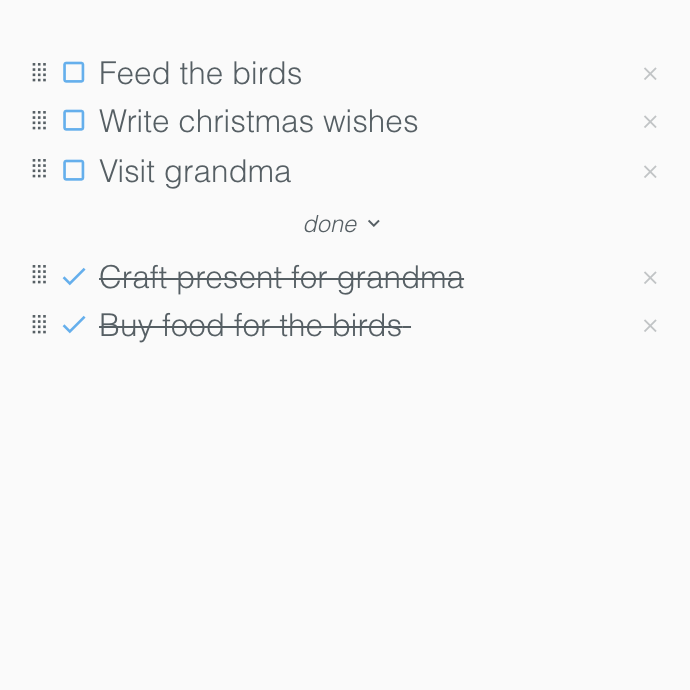 Feed the birds
Write christmas wishes
Visit grandma
done
Craft present for grandma
Buy food for the birds